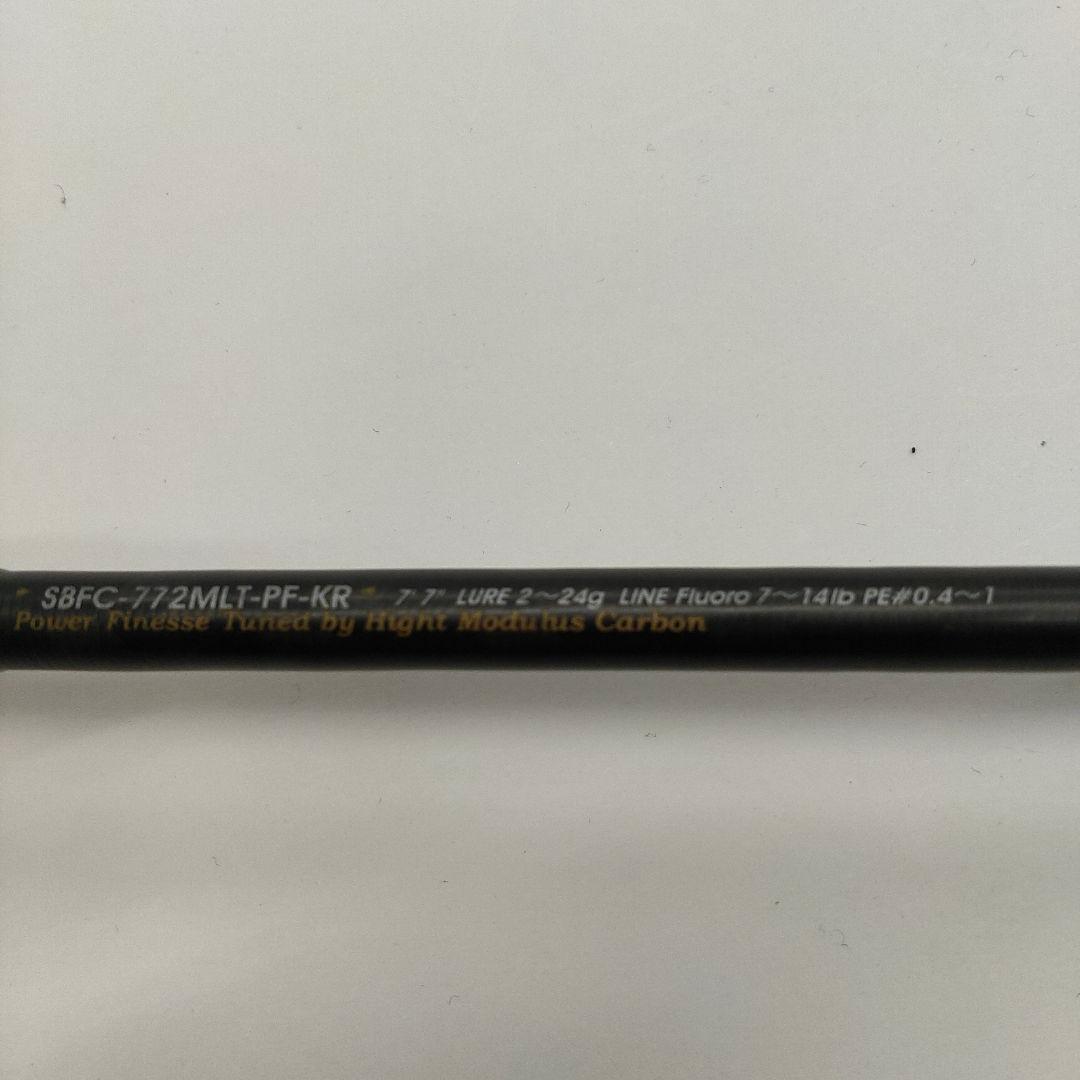 SBFC-772MLT-PF-KR 7'7" LURE 2~24g LINE Fluoro 7~14lb PE#0.4~1
Power Finesse Tuned by Hight Modulus Carbon